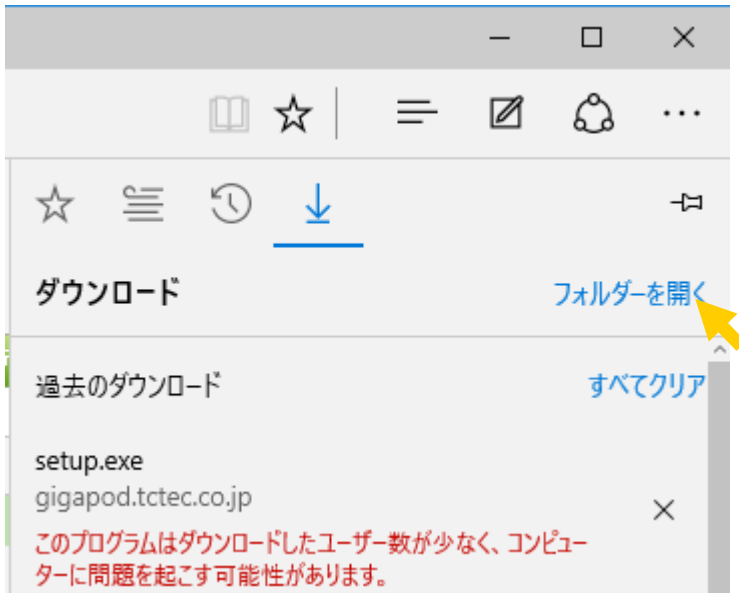 ダウンロード フォルダーを開く
過去のダウンロード すべてクリア
setup.exe
gigapod.tctec.co.jp
このプログラムはダウンロードしたユーザー数が少なく、コンピュー
ターに問題を起こす可能性があります。